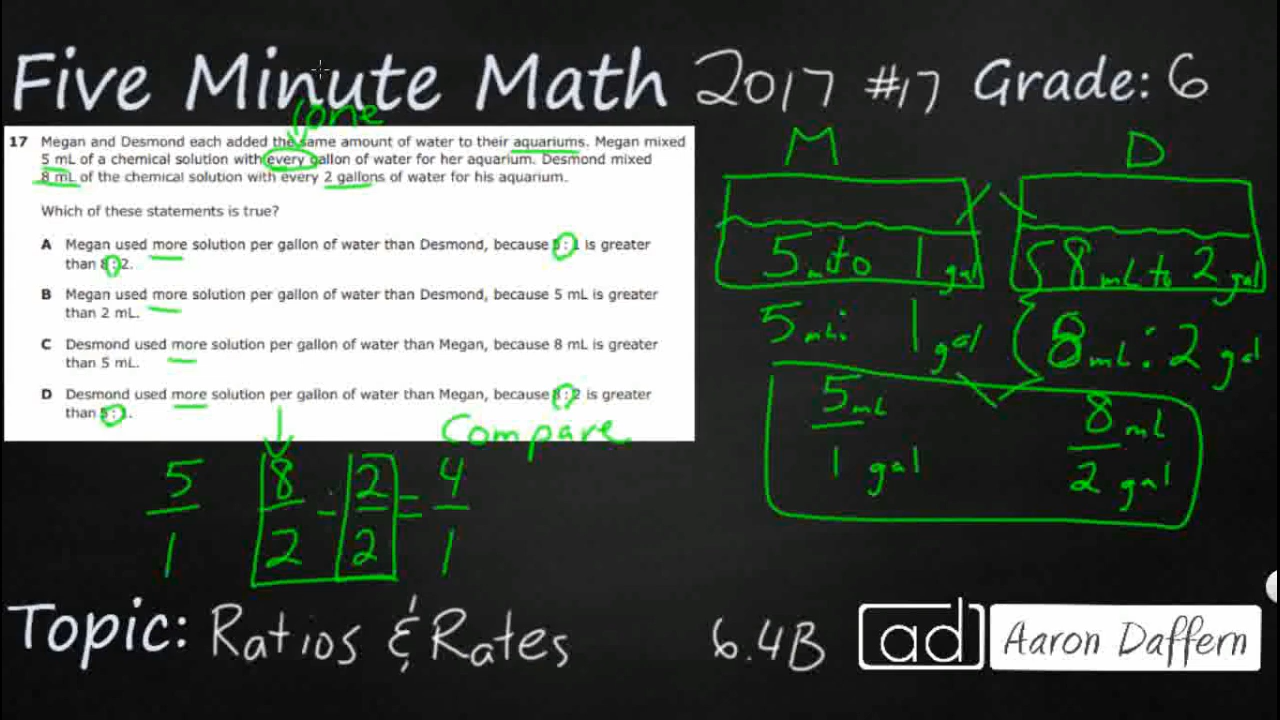 Five Minute Math 2017 #17 Grade: 6
one
17 Megan and Desmond each added the same amount of water to their aquariums. Megan mixed
5 mL of a chemical solution with every gallon of water for her aquarium. Desmond mixed
8 mL of the chemical solution with every 2 gallons of water for his aquarium.
Which of these statements is true?
A Megan used more solution per gallon of water than Desmond, because 5:1 is greater
than 8:2.
B Megan used more solution per gallon of water than Desmond, because 5 mL is greater
than 2 mL.
C Desmond used more solution per gallon of water than Megan, because 8 mL is greater
than 5 mL.
D Desmond used more solution per gallon of water than Megan, because 8:2 is greater
than 5:1.
Compare
5 8 ÷ 2 = 4
1 2 2 1
M D
5 m to 1 gal 8 mL to 2 gal
5 mL: 1 gal 8 mL: 2 gal
5 mL 8 mL
1 gal 2 gal
Topic: Ratios & Rates 6.4B ad Aaron Daffern